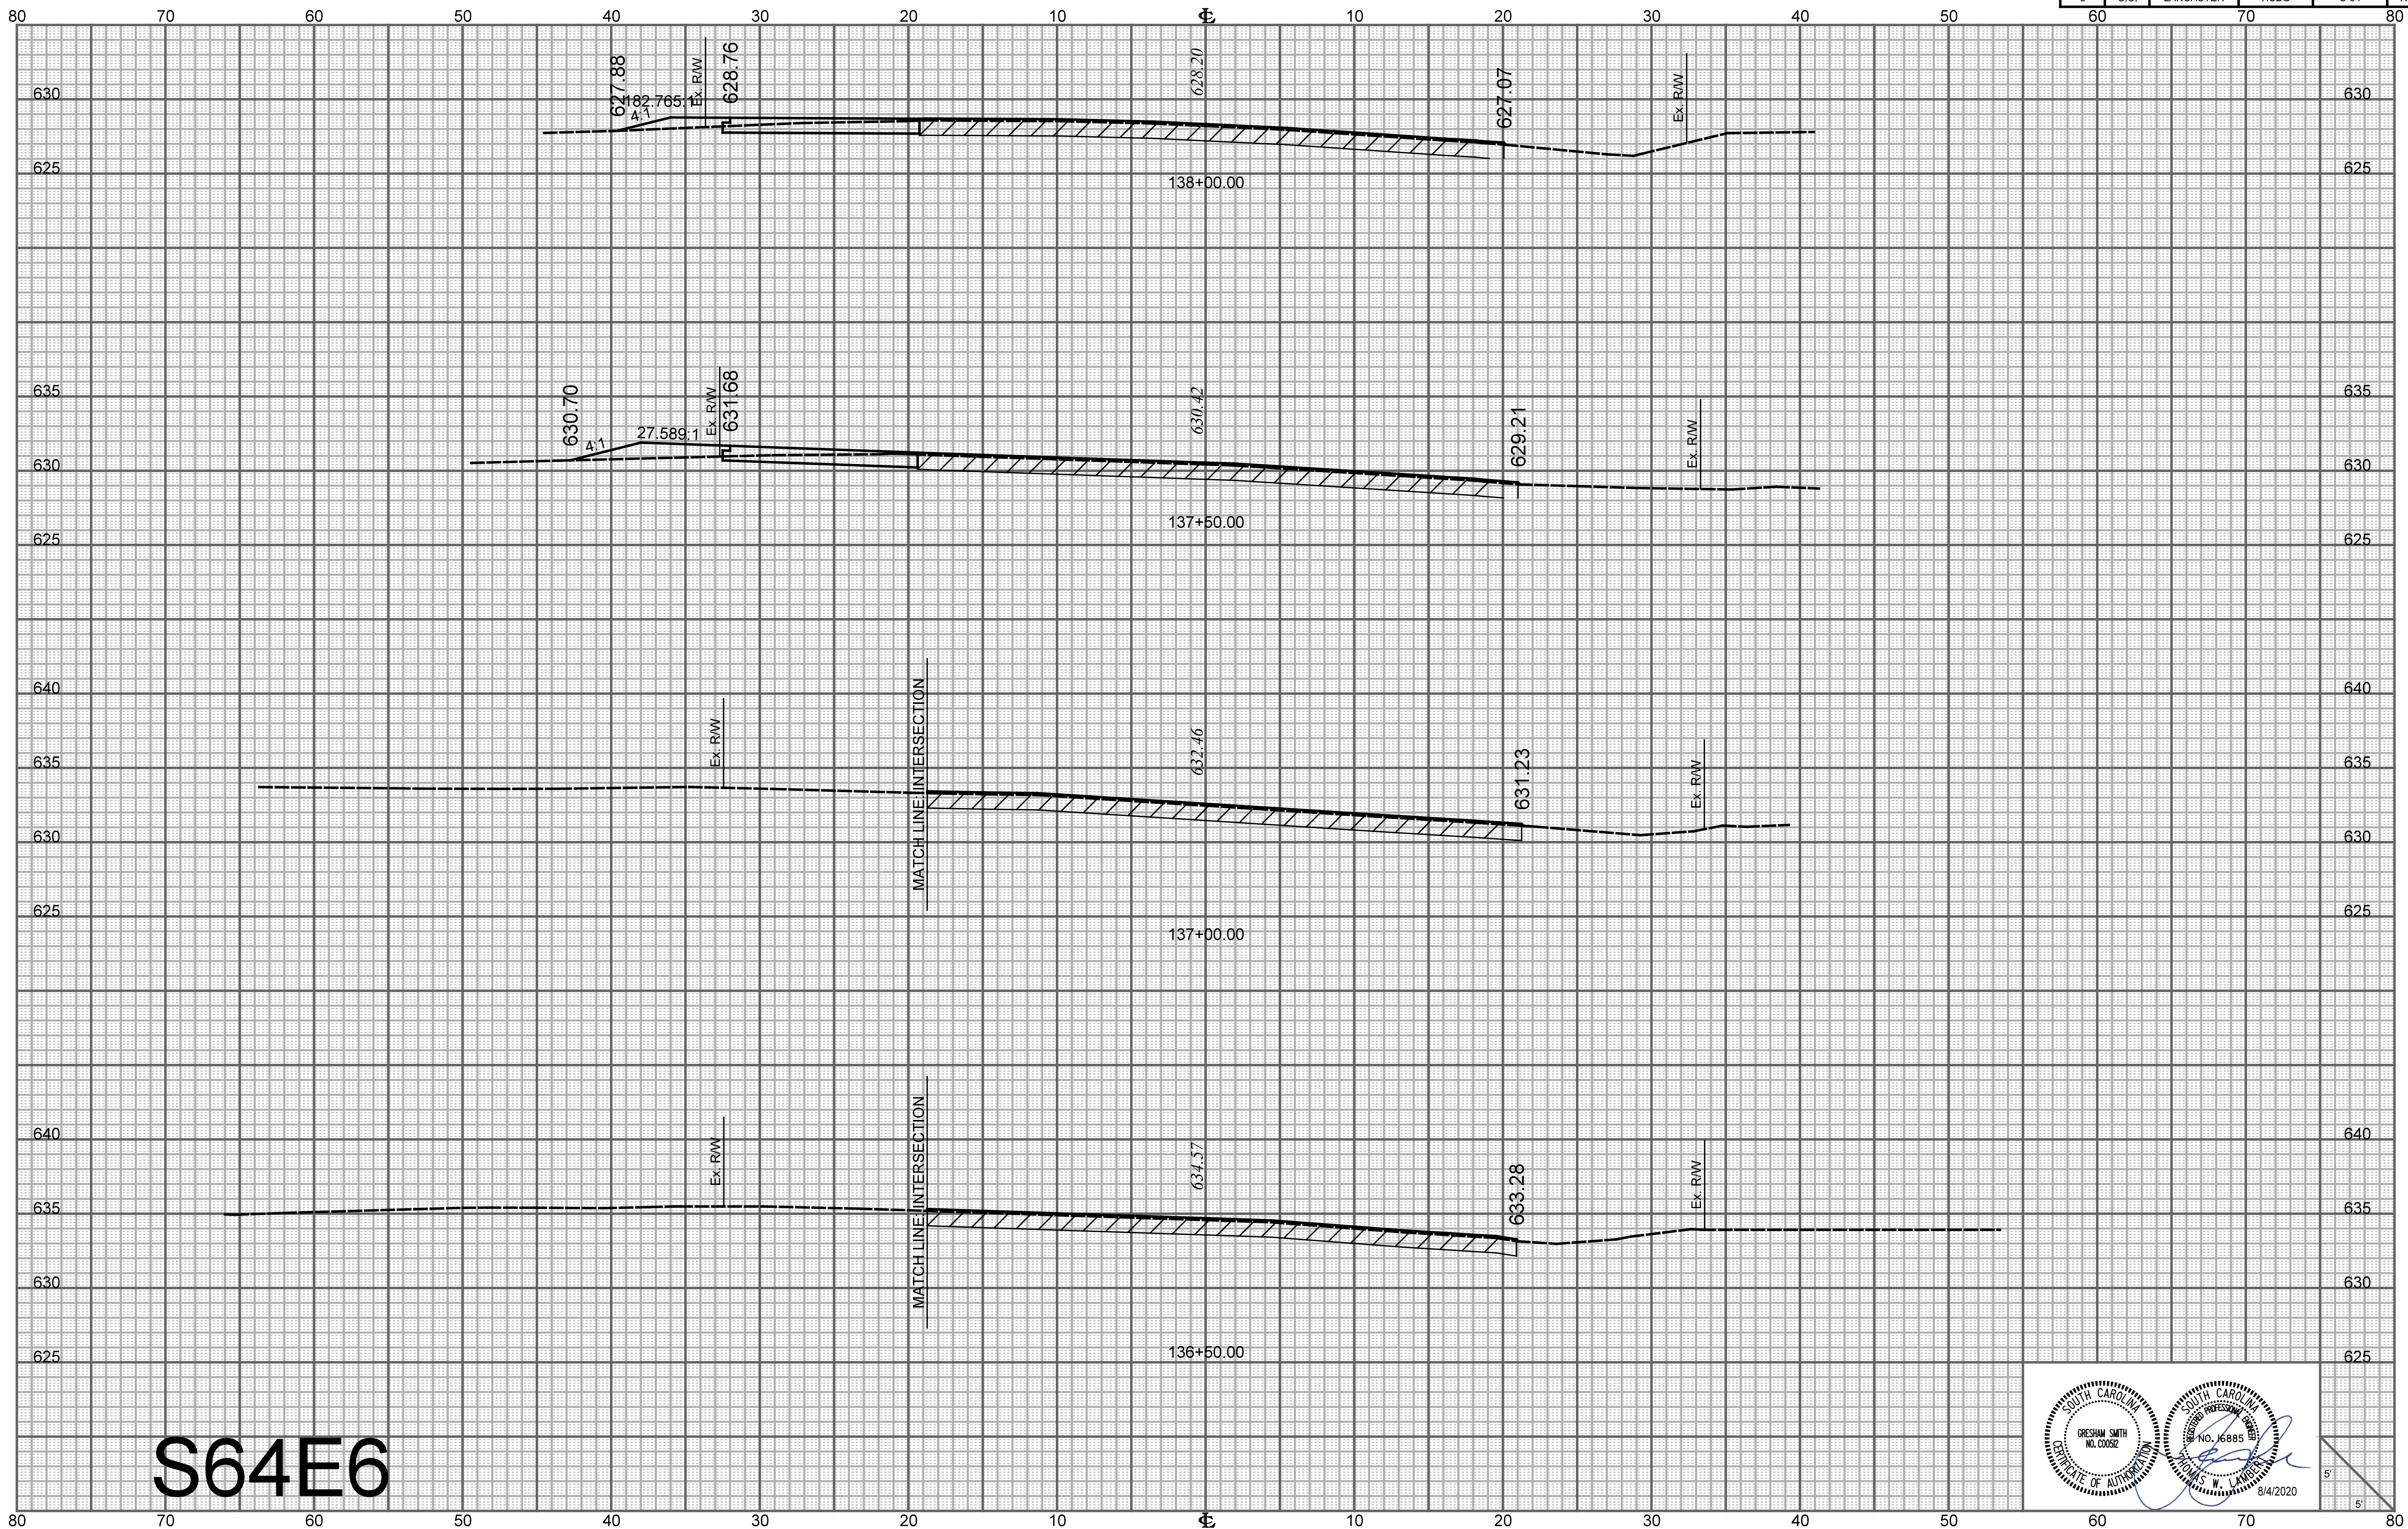 80 70 60 50 40 30 20 10 ℄ 10 20 30 40 50 60 70 80
627.88
182.765:1
4:1
Ex. R/W
628.76
628.20
627.07
Ex. R/W
630 630
625 625
138+00.00
630.70
4:1
27.589:1
Ex. R/W
631.68
630.42
629.21
Ex. R/W
635 635
630 630
625 625
137+50.00
640 640
Ex. R/W
MATCH LINE: INTERSECTION
632.46
631.23
Ex. R/W
635 635
630 630
625 625
137+00.00
640 640
Ex. R/W
MATCH LINE: INTERSECTION
634.57
633.28
Ex. R/W
635 635
630 630
625 625
136+50.00
S64E6
SOUTH CAROLINA
GRESHAM SMITH
NO. C00512
CERTIFICATE OF AUTHORIZATION
SOUTH CAROLINA
REGISTERED PROFESSIONAL ENGINEER
NO. 16885
THOMAS W. LAMBERT
8/4/2020
5'
5'
80 70 60 50 40 30 20 10 ℄ 10 20 30 40 50 60 70 80